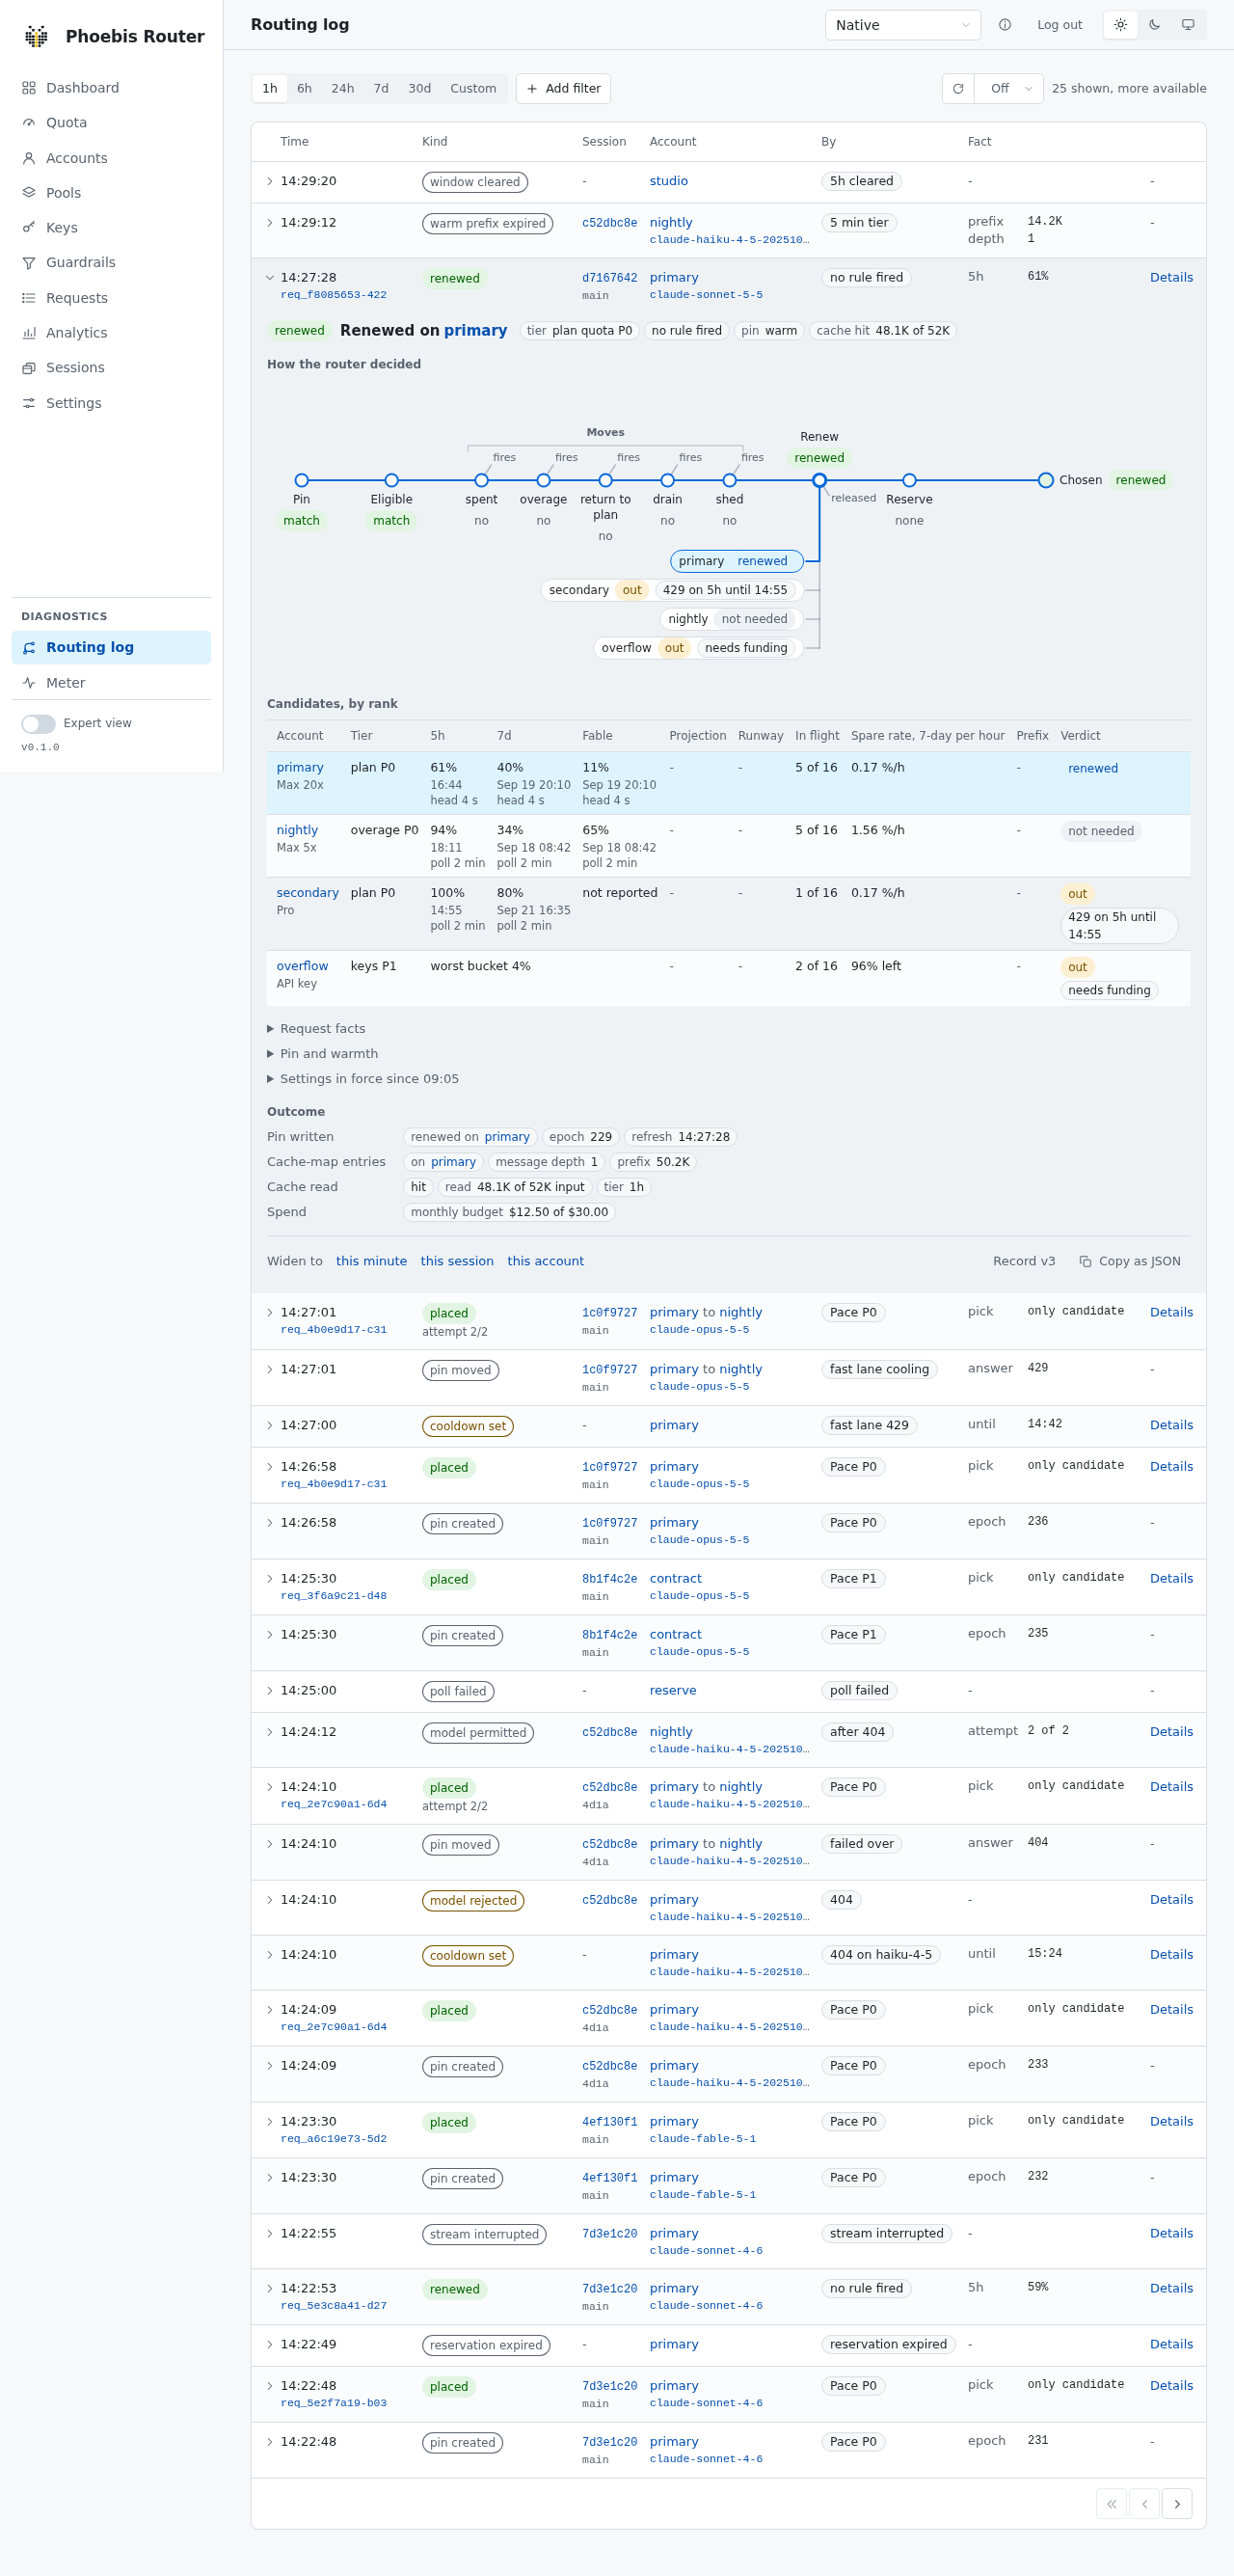 Phoebis Router
Dashboard
Quota
Accounts
Pools
Keys
Guardrails
Requests
Analytics
Sessions
Settings
DIAGNOSTICS
Routing log
Meter
Expert view
v0.1.0
Routing log
Native
Log out
1h 6h 24h 7d 30d Custom
Add filter
Off
25 shown, more available
Time Kind Session Account By Fact
14:29:20 window cleared - studio 5h cleared - -
14:29:12 warm prefix expired c52dbc8e nightly 5 min tier prefix 14.2K -
claude-haiku-4-5-202510… depth 1
14:27:28 renewed d7167642 primary no rule fired 5h 61% Details
req_f8085653-422 main claude-sonnet-5-5
renewed Renewed on primary tier plan quota P0 no rule fired pin warm cache hit 48.1K of 52K
How the router decided
Moves
Renew
fires fires fires fires fires
renewed
Pin Eligible spent overage return to plan drain shed released Reserve Chosen renewed
match match no no no no no none
primary renewed
secondary out 429 on 5h until 14:55
nightly not needed
overflow out needs funding
Candidates, by rank
Account Tier 5h 7d Fable Projection Runway In flight Spare rate, 7-day per hour Prefix Verdict
primary plan P0 61% 40% 11% - - 5 of 16 0.17 %/h - renewed
Max 20x 16:44 Sep 19 20:10 Sep 19 20:10
head 4 s head 4 s head 4 s
nightly overage P0 94% 34% 65% - - 5 of 16 1.56 %/h - not needed
Max 5x 18:11 Sep 18 08:42 Sep 18 08:42
poll 2 min poll 2 min poll 2 min
secondary plan P0 100% 80% not reported - - 1 of 16 0.17 %/h - out
Pro 14:55 Sep 21 16:35 429 on 5h until
poll 2 min poll 2 min 14:55
overflow keys P1 worst bucket 4% - - 2 of 16 96% left - out
API key needs funding
Request facts
Pin and warmth
Settings in force since 09:05
Outcome
Pin written renewed on primary epoch 229 refresh 14:27:28
Cache-map entries on primary message depth 1 prefix 50.2K
Cache read hit read 48.1K of 52K input tier 1h
Spend monthly budget $12.50 of $30.00
Widen to this minute this session this account Record v3 Copy as JSON
14:27:01 placed 1c0f9727 primary to nightly Pace P0 pick only candidate Details
req_4b0e9d17-c31 attempt 2/2 main claude-opus-5-5
14:27:01 pin moved 1c0f9727 primary to nightly fast lane cooling answer 429 -
main claude-opus-5-5
14:27:00 cooldown set - primary fast lane 429 until 14:42 Details
14:26:58 placed 1c0f9727 primary Pace P0 pick only candidate Details
req_4b0e9d17-c31 main claude-opus-5-5
14:26:58 pin created 1c0f9727 primary Pace P0 epoch 236 -
main claude-opus-5-5
14:25:30 placed 8b1f4c2e contract Pace P1 pick only candidate Details
req_3f6a9c21-d48 main claude-opus-5-5
14:25:30 pin created 8b1f4c2e contract Pace P1 epoch 235 -
main claude-opus-5-5
14:25:00 poll failed - reserve poll failed - -
14:24:12 model permitted c52dbc8e nightly after 404 attempt 2 of 2 Details
claude-haiku-4-5-202510…
14:24:10 placed c52dbc8e primary to nightly Pace P0 pick only candidate Details
req_2e7c90a1-6d4 attempt 2/2 4d1a claude-haiku-4-5-202510…
14:24:10 pin moved c52dbc8e primary to nightly failed over answer 404 -
4d1a claude-haiku-4-5-202510…
14:24:10 model rejected c52dbc8e primary 404 - Details
claude-haiku-4-5-202510…
14:24:10 cooldown set - primary 404 on haiku-4-5 until 15:24 Details
claude-haiku-4-5-202510…
14:24:09 placed c52dbc8e primary Pace P0 pick only candidate Details
req_2e7c90a1-6d4 4d1a claude-haiku-4-5-202510…
14:24:09 pin created c52dbc8e primary Pace P0 epoch 233 -
4d1a claude-haiku-4-5-202510…
14:23:30 placed 4ef130f1 primary Pace P0 pick only candidate Details
req_a6c19e73-5d2 main claude-fable-5-1
14:23:30 pin created 4ef130f1 primary Pace P0 epoch 232 -
main claude-fable-5-1
14:22:55 stream interrupted 7d3e1c20 primary stream interrupted - Details
claude-sonnet-4-6
14:22:53 renewed 7d3e1c20 primary no rule fired 5h 59% Details
req_5e3c8a41-d27 main claude-sonnet-4-6
14:22:49 reservation expired - primary reservation expired - Details
14:22:48 placed 7d3e1c20 primary Pace P0 pick only candidate Details
req_5e2f7a19-b03 main claude-sonnet-4-6
14:22:48 pin created 7d3e1c20 primary Pace P0 epoch 231 -
main claude-sonnet-4-6